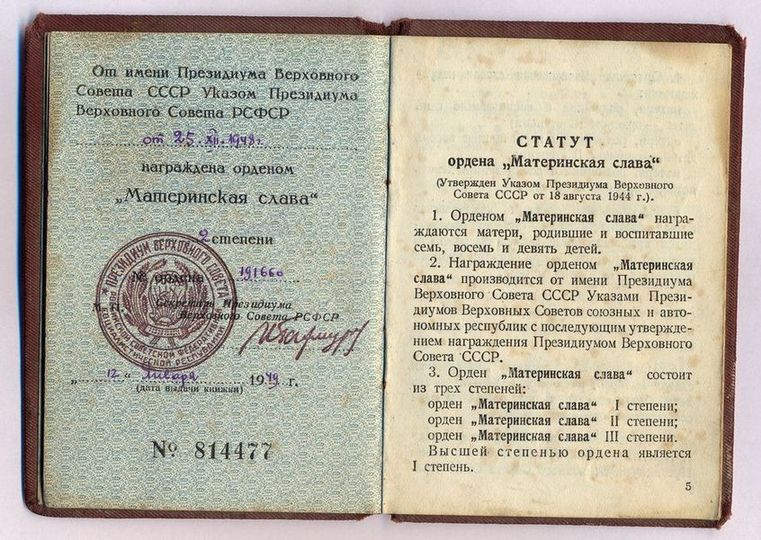 От имени Президиума Верховного
Совета СССР Указом Президиума
Верховного Совета РСФСР
от 25.XII.1948г.
награждена орденом
„Материнская слава“
2 степени
№ ордена 191660
Секретарь Президиума
Верховного Совета РСФСР
„12“ Января 1949 г.
(дата выдачи книжки)
№ 814477
СТАТУТ
ордена „Материнская слава“
(Утвержден Указом Президиума Верховного
Совета СССР от 18 августа 1944 г.).
1. Орденом „Материнская слава“ награ-
ждаются матери, родившие и воспитавшие
семь, восемь и девять детей.
2. Награждение орденом „Материнская
слава“ производится от имени Президиума
Верховного Совета СССР Указами Прези-
диумов Верховных Советов союзных и авто-
номных республик с последующим утвержде-
нием награждения Президиумом Верховного
Совета СССР.
3. Орден „Материнская слава“ состоит
из трех степеней:
орден „Материнская слава“ I степени;
орден „Материнская слава“ II степени;
орден „Материнская слава“ III степени.
Высшей степенью ордена является
I степень.
5